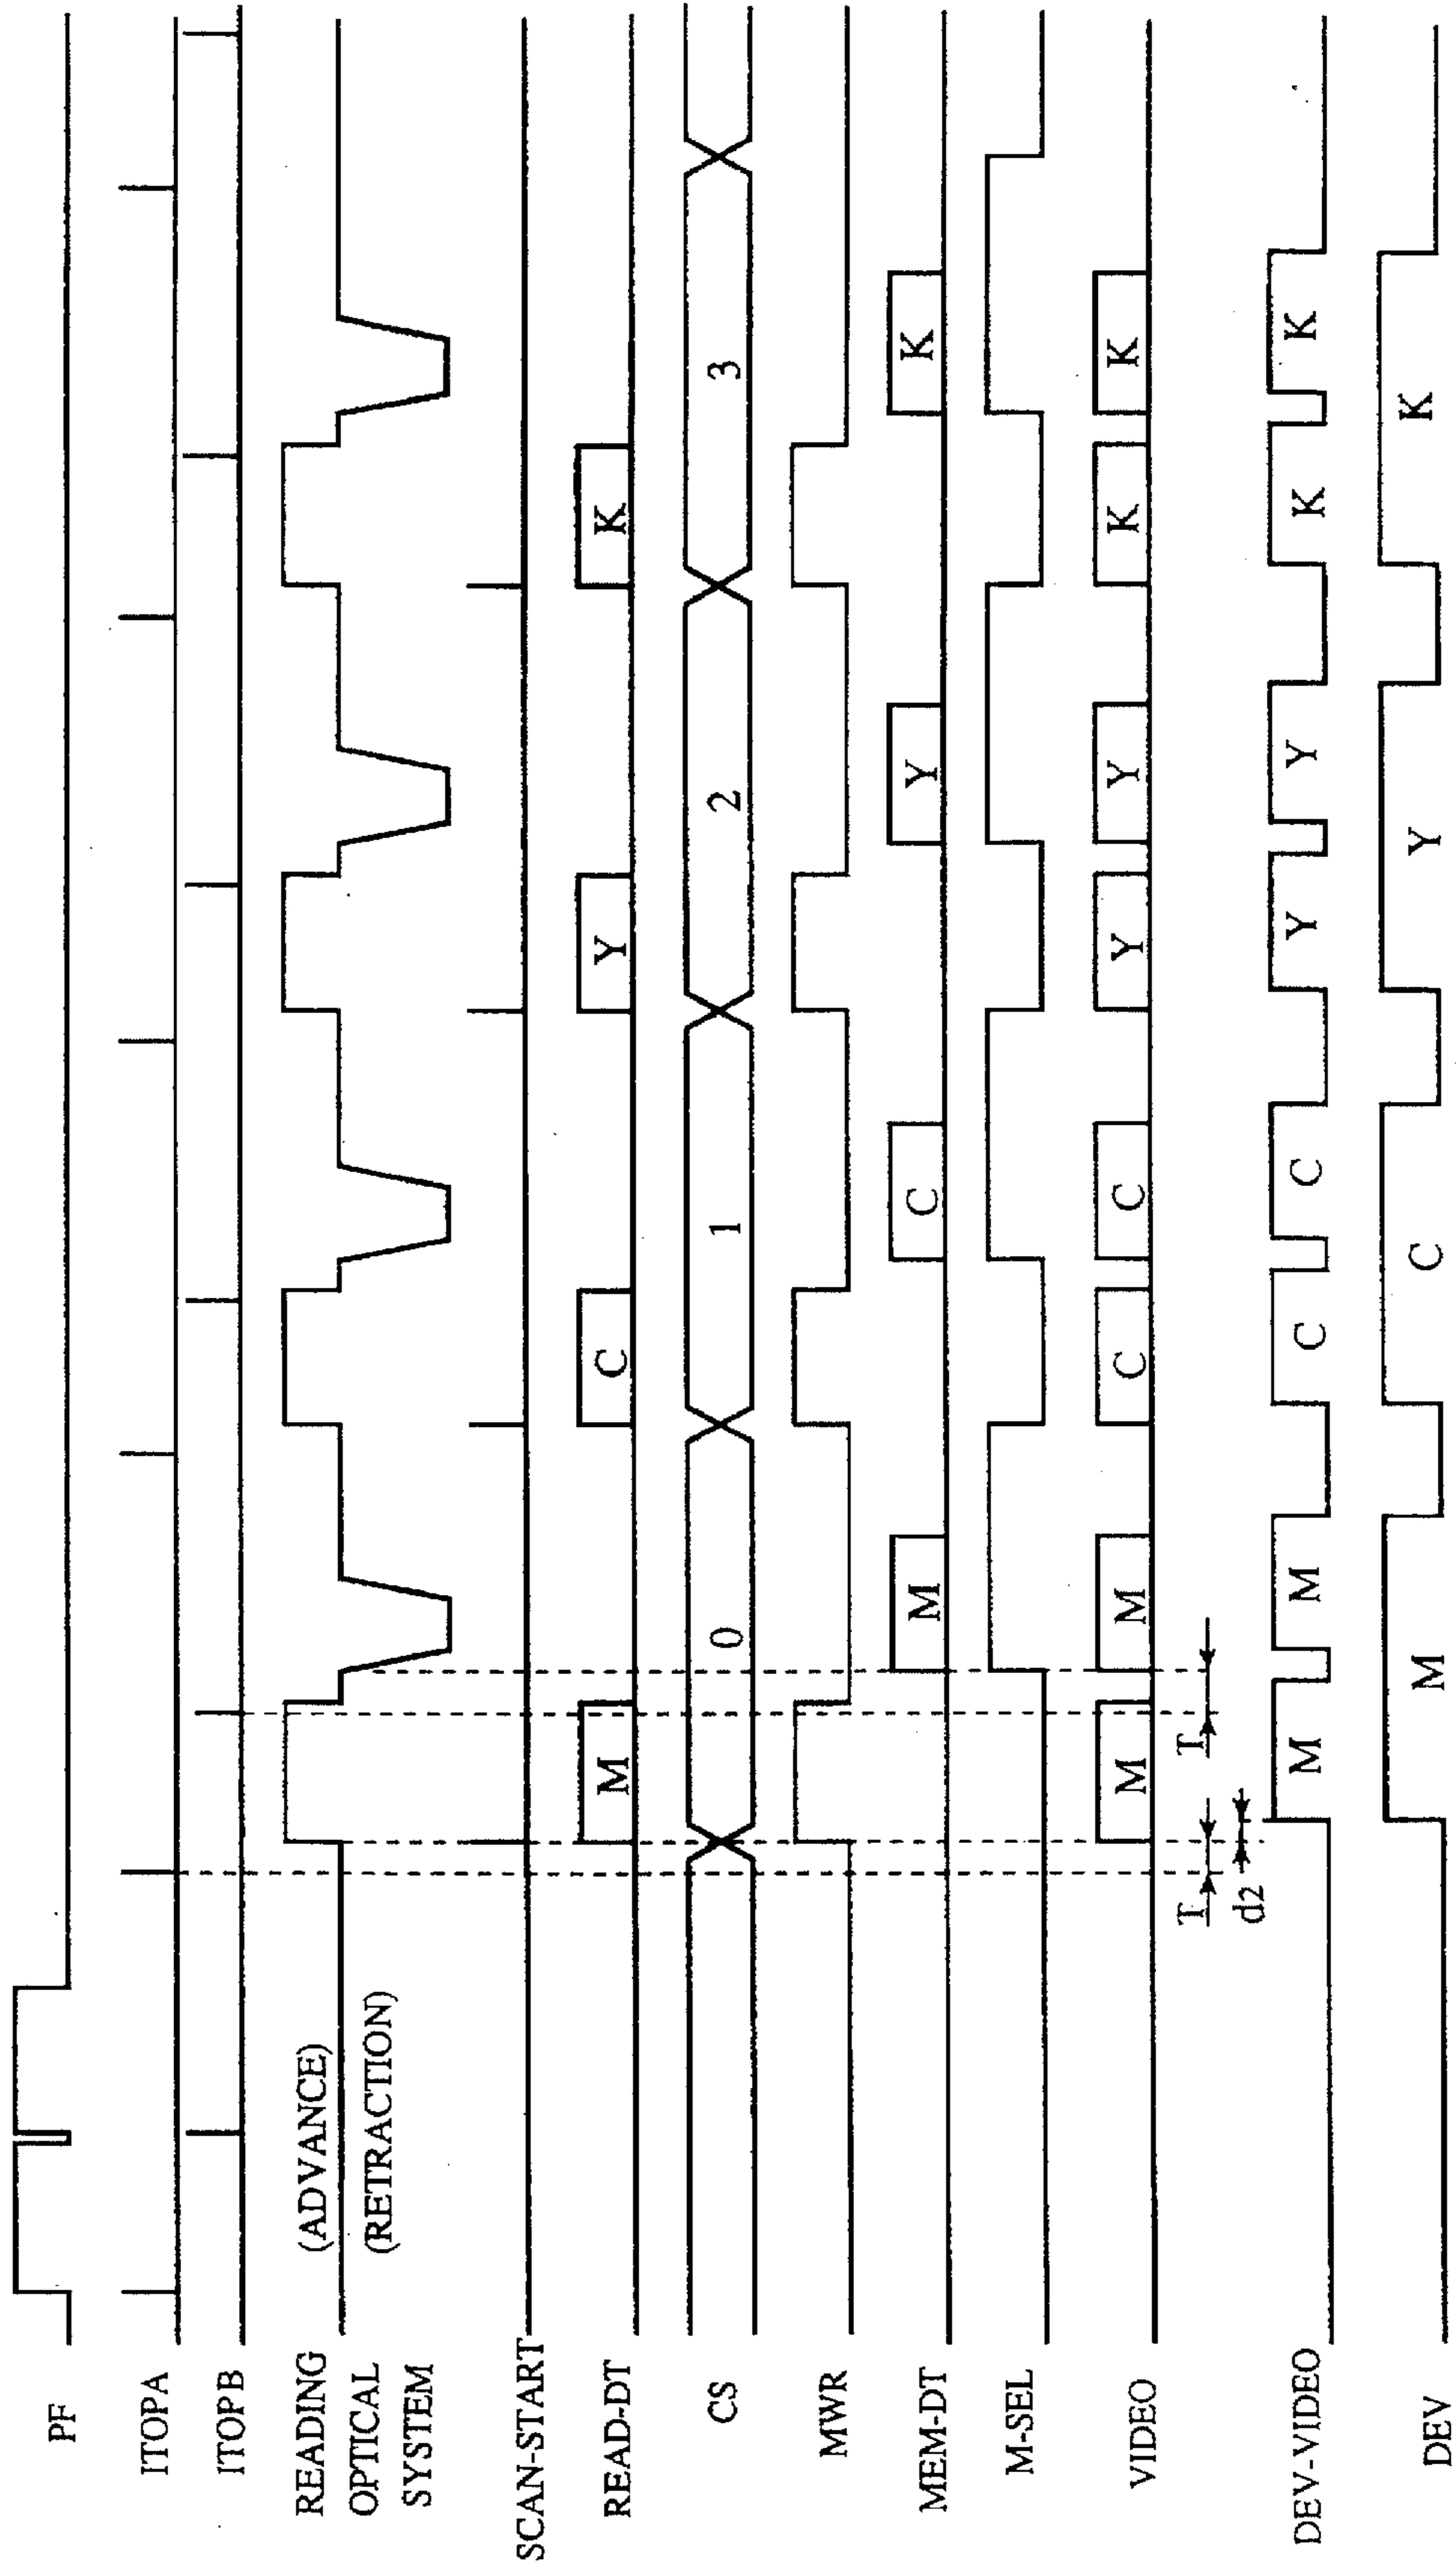 PF
ITOPA
ITOPB
READING
OPTICAL
SYSTEM
(ADVANCE)
(RETRACTION)
SCAN-START
READ-DT
M C Y K
CS
0 1 2 3
MWR
MEM-DT
M C Y K
M-SEL
VIDEO
M M C C Y Y K K
T T
d2
DEV-VIDEO
M M C C Y Y K K
DEV
M C Y K